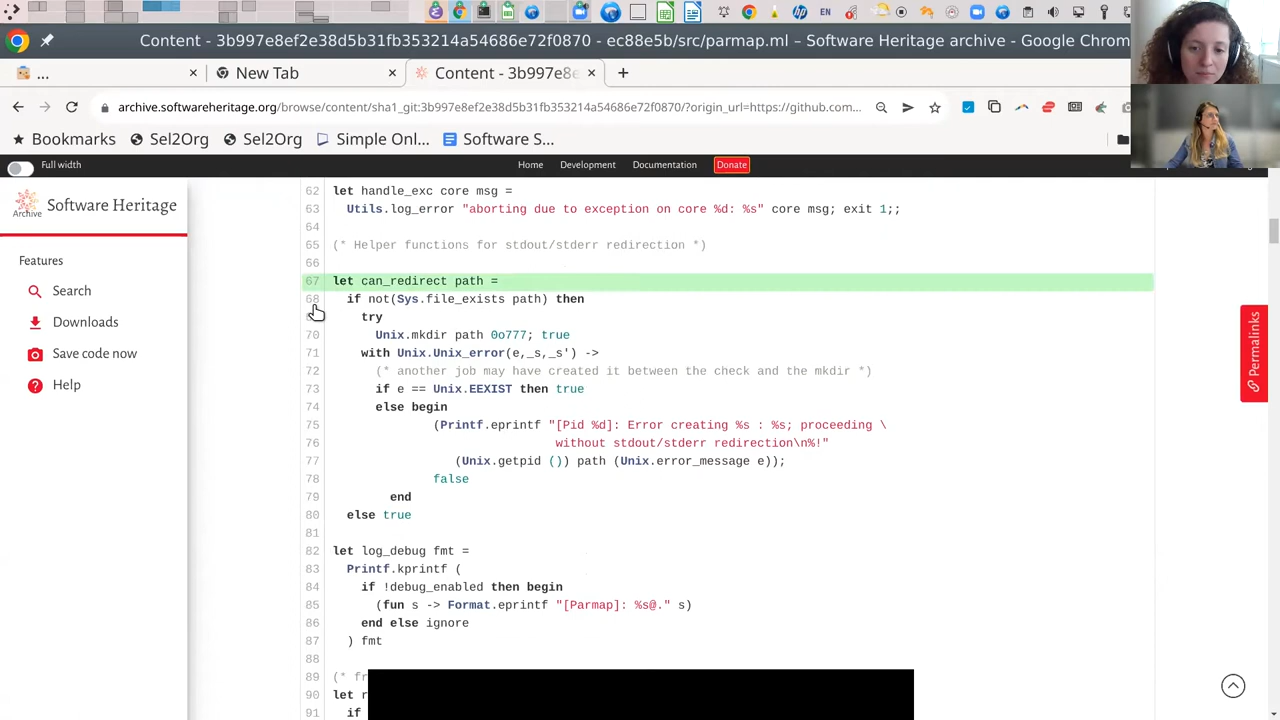 EN
Content - 3b997e8ef2e38d5b31fb353214a54686e72f0870 - ec88e5b/src/parmap.ml – Software Heritage archive - Google Chrom
...
New Tab
Content - 3b997e8e
archive.softwareheritage.org/browse/content/sha1_git:3b997e8ef2e38d5b31fb353214a54686e72f0870/?origin_url=https://github.com...
Bookmarks
Sel2Org
Sel2Org
Simple Onl...
Software S...
Full width
Home
Development
Documentation
Donate
Archive
Software Heritage
Features
Search
Downloads
Save code now
Help
62 let handle_exc core msg =
63 Utils.log_error "aborting due to exception on core %d: %s" core msg; exit 1;;
64
65 (* Helper functions for stdout/stderr redirection *)
66
67 let can_redirect path =
68 if not(Sys.file_exists path) then
try
70 Unix.mkdir path 0o777; true
71 with Unix.Unix_error(e,_s,_s') ->
72 (* another job may have created it between the check and the mkdir *)
73 if e == Unix.EEXIST then true
74 else begin
75 (Printf.eprintf "[Pid %d]: Error creating %s : %s; proceeding \
76 without stdout/stderr redirection\n%!"
77 (Unix.getpid ()) path (Unix.error_message e));
78 false
79 end
80 else true
81
82 let log_debug fmt =
83 Printf.kprintf (
84 if !debug_enabled then begin
85 (fun s -> Format.eprintf "[Parmap]: %s@." s)
86 end else ignore
87 ) fmt
88
89 (* fr
90 let r
91 if
Permalinks